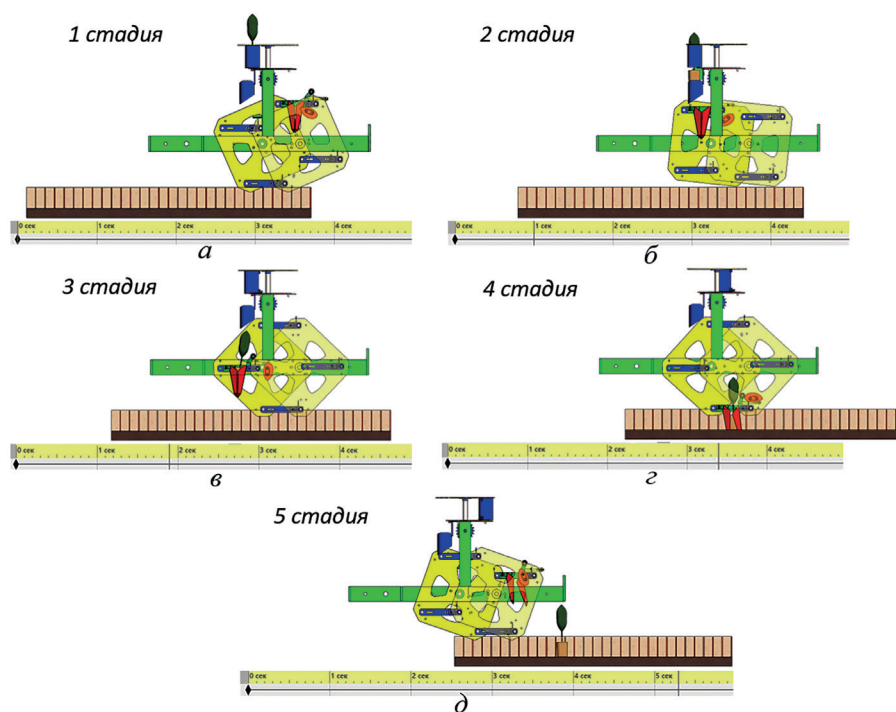 1 стадия
2 стадия
0 сек 1 сек 2 сек 3 сек 4 сек
0 сек 1 сек 2 сек 3 сек 4 сек
а
б
3 стадия
4 стадия
0 сек 1 сек 2 сек 3 сек 4 сек
0 сек 1 сек 2 сек 3 сек 4 сек
в
г
5 стадия
0 сек 1 сек 2 сек 3 сек 4 сек 5 сек
д